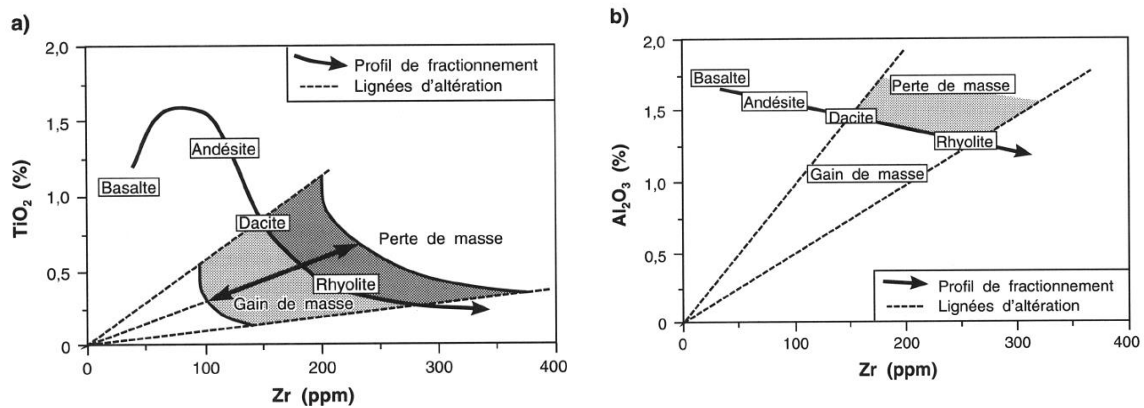 a)
TiO₂ (%)
2,0
1,5
1,0
0,5
0
Profil de fractionnement
Lignées d'altération
Basalte
Andésite
Dacite
Rhyolite
Perte de masse
Gain de masse
0
100
200
300
400
Zr (ppm)
b)
Al₂O₃ (%)
2,0
1,5
1,0
0,5
0
Basalte
Andésite
Dacite
Rhyolite
Perte de masse
Gain de masse
Profil de fractionnement
Lignées d'altération
0
100
200
300
400
Zr (ppm)